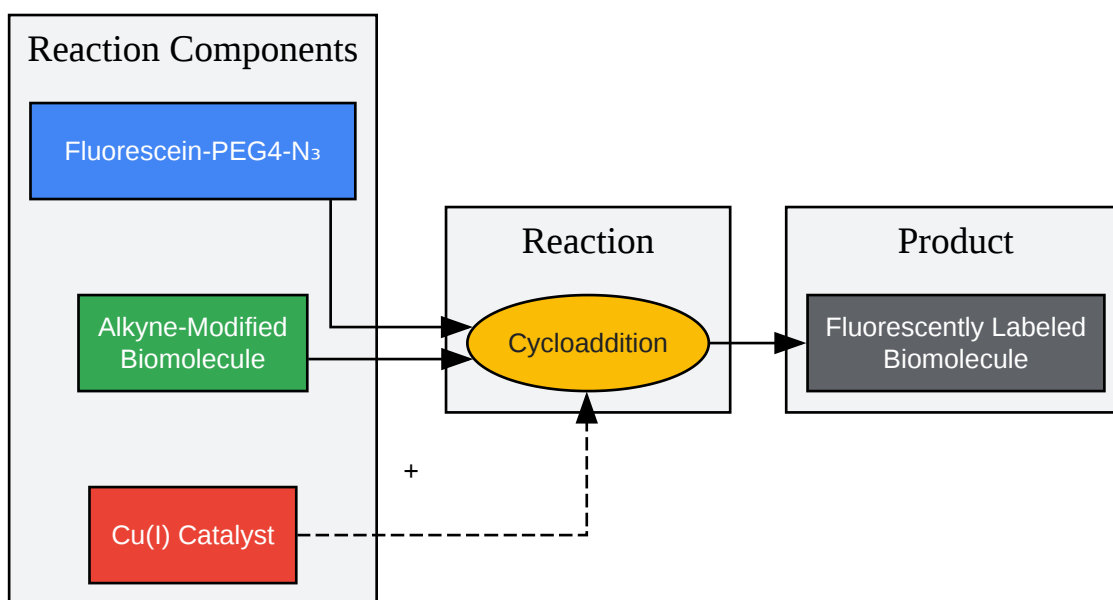 Reaction Components
Fluorescein-PEG4-N₃
Alkyne-Modified
Biomolecule
Cu(I) Catalyst
+
Reaction
Cycloaddition
Product
Fluorescently Labeled
Biomolecule